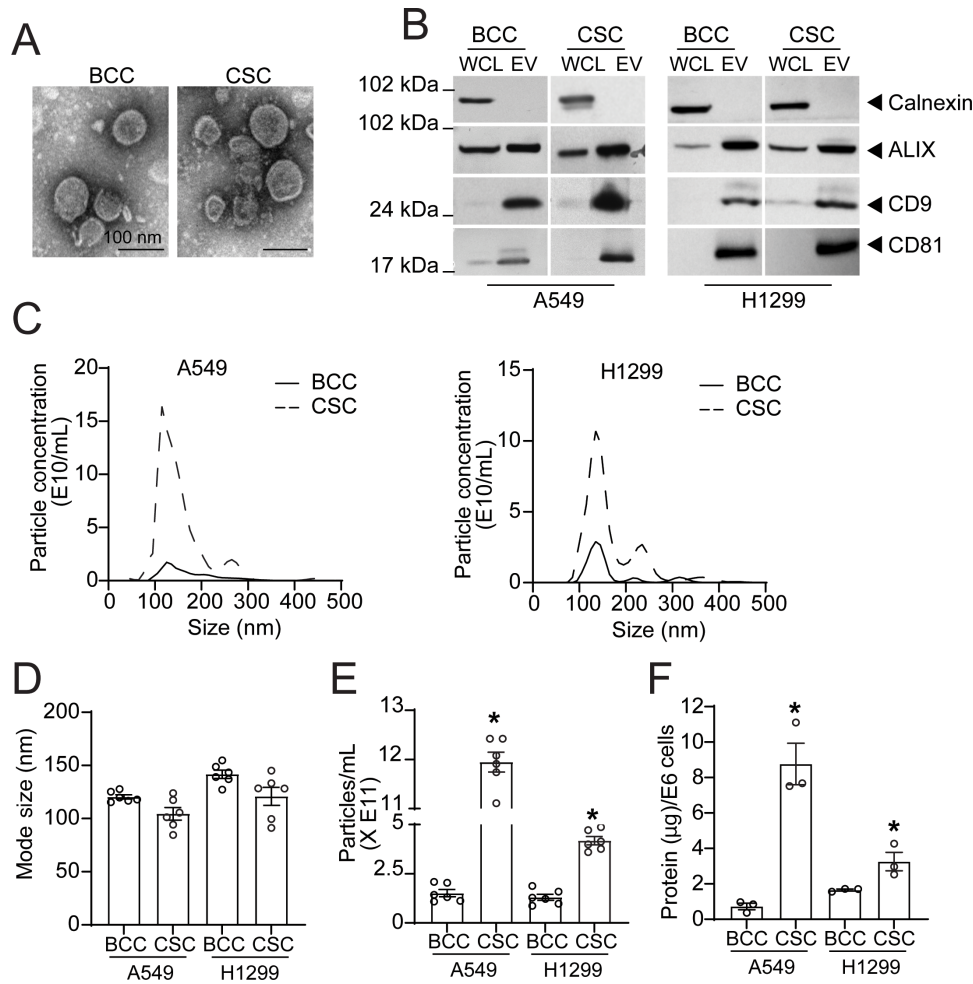 A
BCC CSC
100 nm
B
BCC CSC BCC CSC
WCL EV WCL EV WCL EV WCL EV
102 kDa
Calnexin
102 kDa
ALIX
24 kDa
CD9
17 kDa
CD81
A549 H1299
C
A549
BCC
CSC
Particle concentration
(E10/mL)
20
15
10
5
0
0 100 200 300 400 500
Size (nm)
H1299
BCC
CSC
Particle concentration
(E10/mL)
15
10
5
0
0 100 200 300 400 500
Size (nm)
D
Mode size (nm)
200
150
100
50
0
BCC CSC BCC CSC
A549 H1299
E
Particles/mL
(X E11)
13
12
11
5
2.5
0
* *
BCC CSC BCC CSC
A549 H1299
F
Protein (µg)/E6 cells
12
10
8
6
4
2
0
* *
BCC CSC BCC CSC
A549 H1299